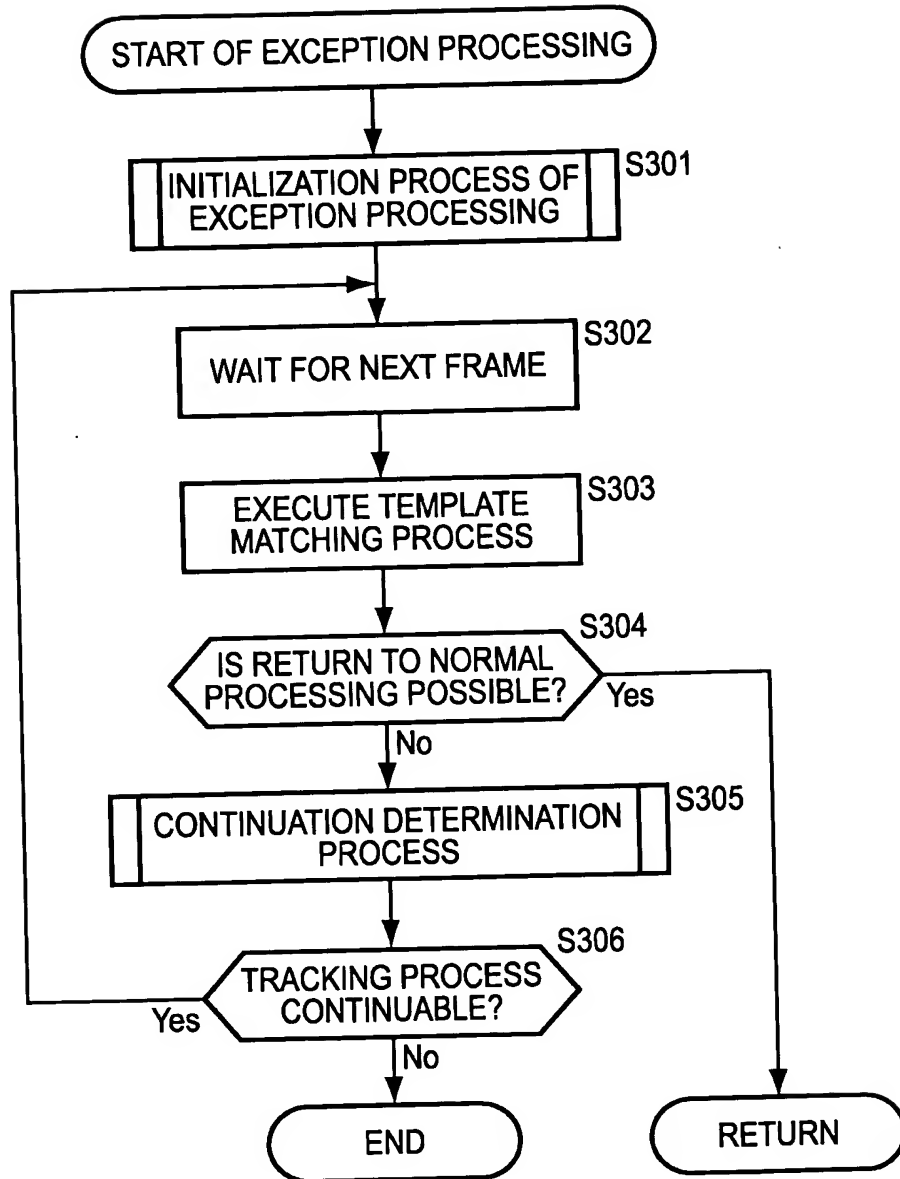 START OF EXCEPTION PROCESSING
S301
INITIALIZATION PROCESS OF
EXCEPTION PROCESSING
S302
WAIT FOR NEXT FRAME
S303
EXECUTE TEMPLATE
MATCHING PROCESS
S304
IS RETURN TO NORMAL
PROCESSING POSSIBLE?
Yes
No
S305
CONTINUATION DETERMINATION
PROCESS
S306
TRACKING PROCESS
CONTINUABLE?
Yes
No
END
RETURN